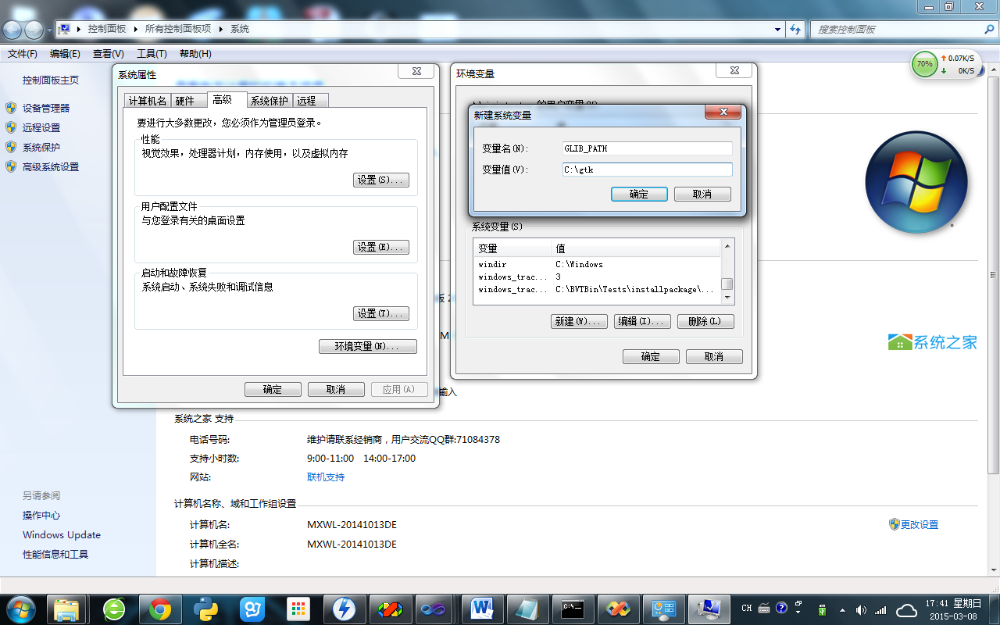 控制面板 所有控制面板项 系统
搜索控制面板
文件(F) 编辑(E) 查看(V) 工具(T) 帮助(H)
70%
0.07K/S
0K/S
控制面板主页
设备管理器
远程设置
系统保护
高级系统设置
系统属性
计算机名 硬件 高级 系统保护 远程
要进行大多数更改，您必须作为管理员登录。
性能
视觉效果，处理器计划，内存使用，以及虚拟内存
设置(S)...
用户配置文件
与您登录有关的桌面设置
设置(E)...
启动和故障恢复
系统启动、系统失败和调试信息
设置(T)...
环境变量(N)...
确定 取消 应用(A)
环境变量
的用户变量(U)
新建系统变量
变量名(N): GLIB_PATH
变量值(V): C:\gtk
确定 取消
系统变量(S)
变量 值
windir C:\Windows
windows_trac... 3
windows_trac... C:\BVTBin\Tests\installpackage\...
新建(W)... 编辑(I)... 删除(L)
确定 取消
板 2
M
输入
系统之家
系统之家 支持
电话号码: 维护请联系经销商，用户交流QQ群:71084378
支持小时数: 9:00-11:00 14:00-17:00
网站: 联机支持
计算机名称、域和工作组设置
计算机名: MXWL-20141013DE
更改设置
计算机全名: MXWL-20141013DE
计算机描述:
另请参阅
操作中心
Windows Update
性能信息和工具
CH
17:41 星期日
2015-03-08